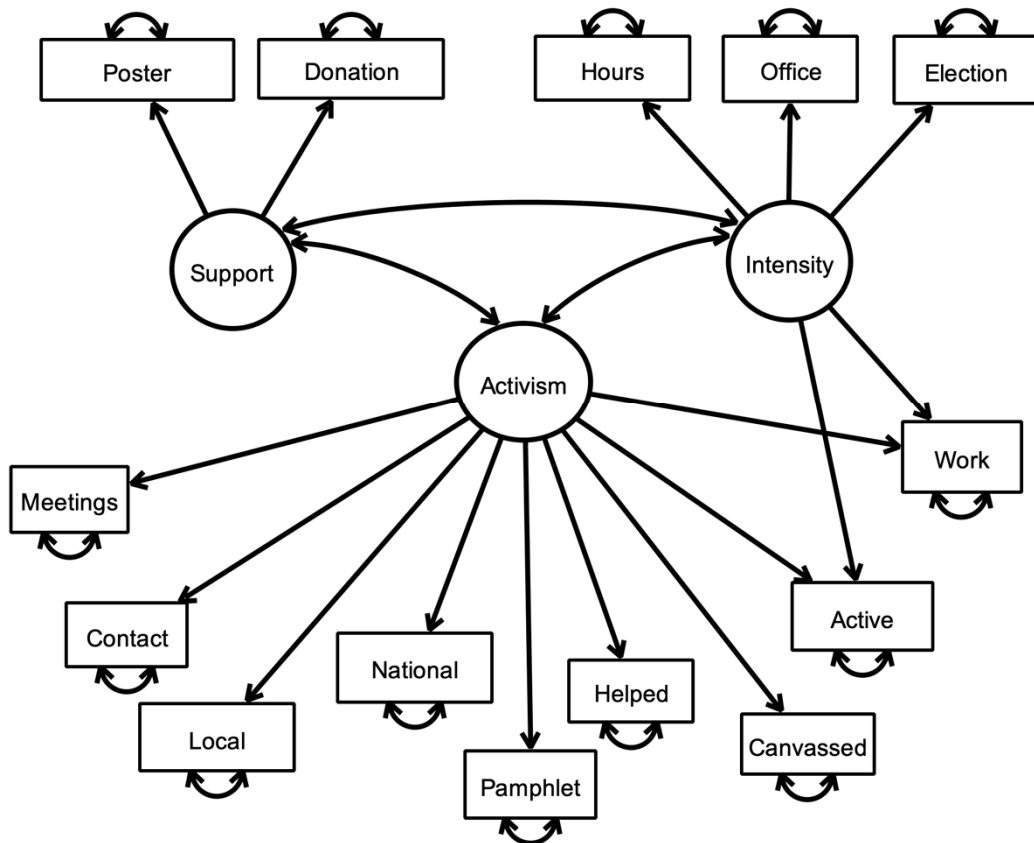 Poster
Donation
Hours
Office
Election
Support
Intensity
Activism
Work
Meetings
Active
Contact
National
Helped
Local
Canvassed
Pamphlet